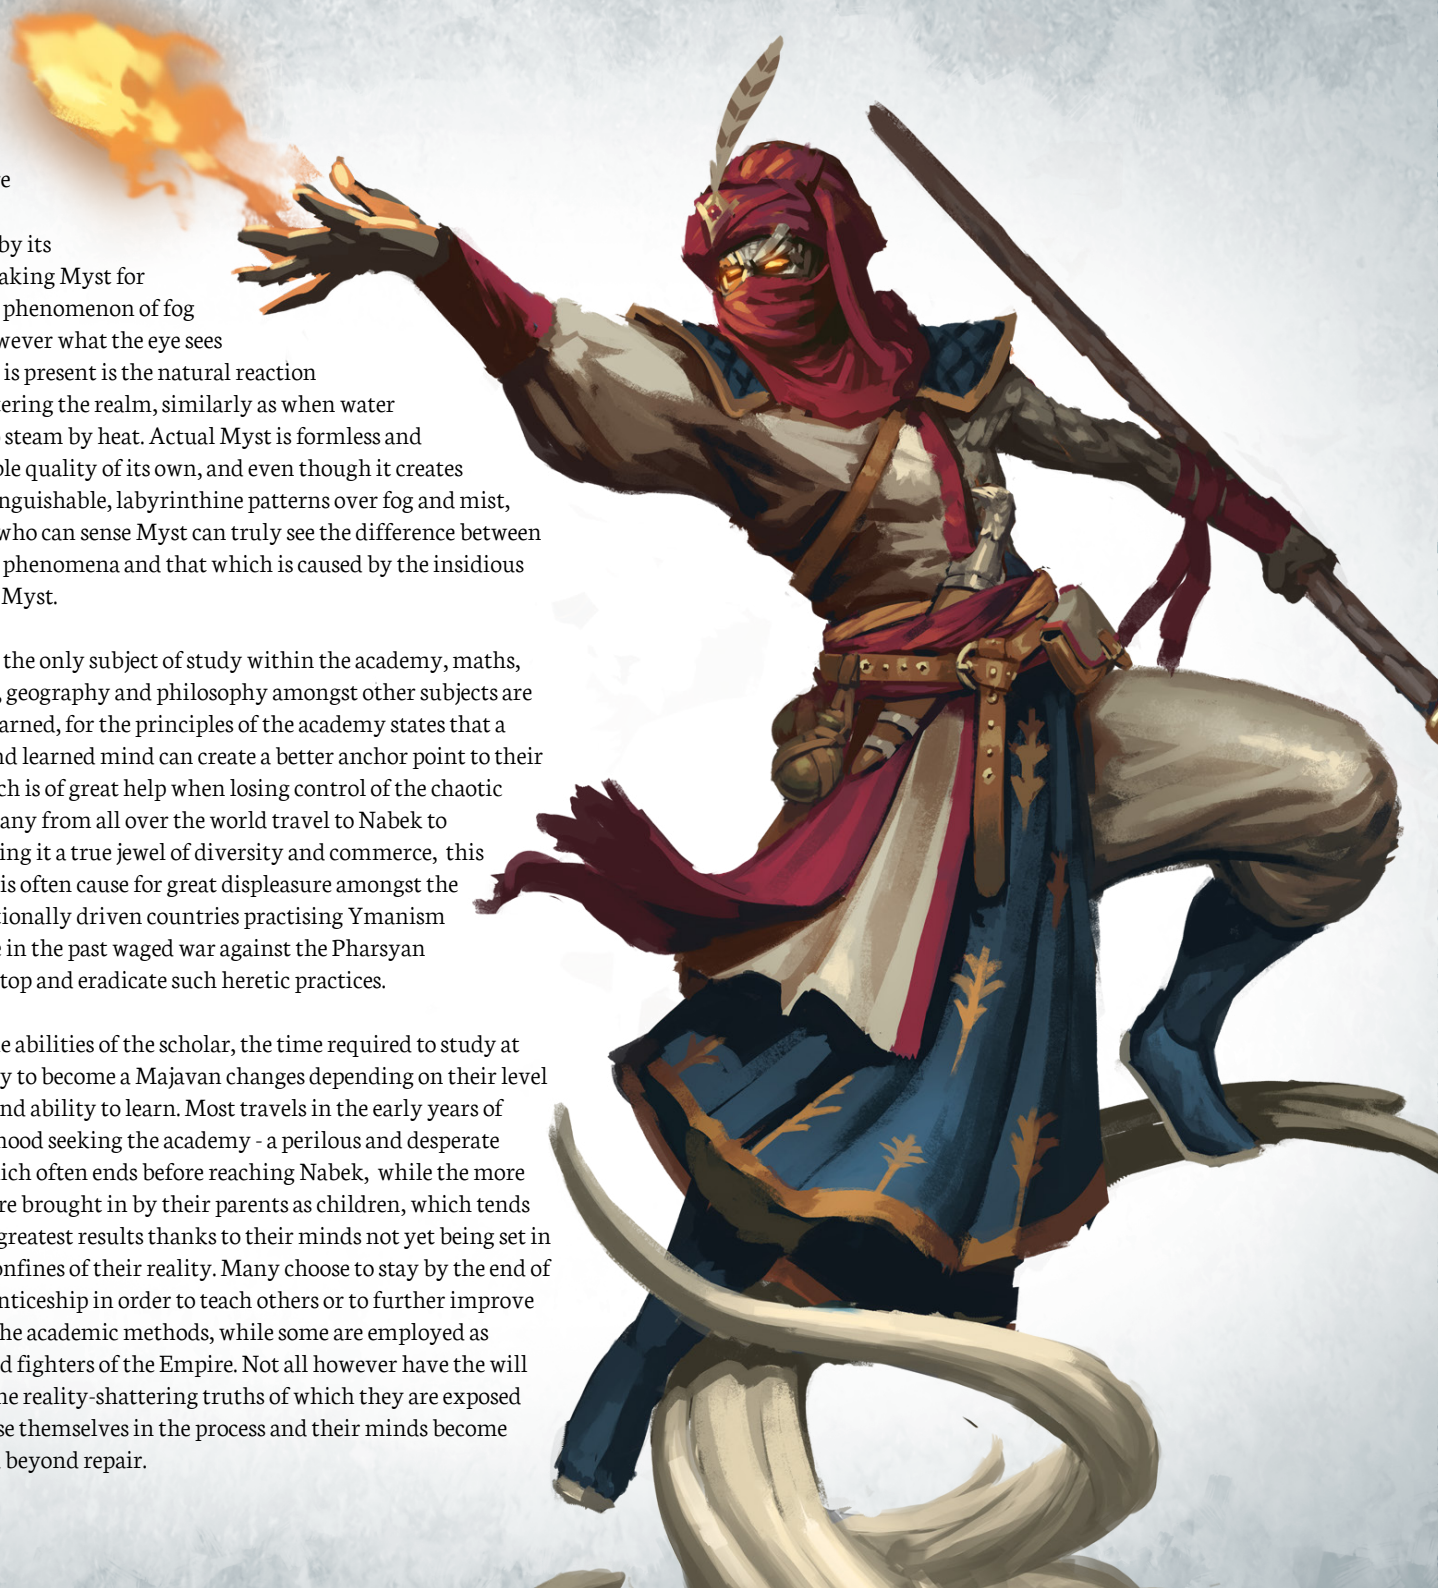 e
by its
aking Myst for
phenomenon of fog
wever what the eye sees
is present is the natural reaction
tering the realm, similarly as when water
steam by heat. Actual Myst is formless and
ble quality of its own, and even though it creates
nguishable, labyrinthine patterns over fog and mist,
who can sense Myst can truly see the difference between
phenomena and that which is caused by the insidious
Myst.
the only subject of study within the academy, maths,
, geography and philosophy amongst other subjects are
arned, for the principles of the academy states that a
nd learned mind can create a better anchor point to their
ch is of great help when losing control of the chaotic
any from all over the world travel to Nabek to
ing it a true jewel of diversity and commerce, this
is often cause for great displeasure amongst the
tionally driven countries practising Ymanism
e in the past waged war against the Pharsyan
top and eradicate such heretic practices.
e abilities of the scholar, the time required to study at
y to become a Majavan changes depending on their level
nd ability to learn. Most travels in the early years of
hood seeking the academy - a perilous and desperate
ich often ends before reaching Nabek, while the more
re brought in by their parents as children, which tends
greatest results thanks to their minds not yet being set in
onfines of their reality. Many choose to stay by the end of
nticeship in order to teach others or to further improve
he academic methods, while some are employed as
d fighters of the Empire. Not all however have the will
he reality-shattering truths of which they are exposed
se themselves in the process and their minds become
beyond repair.